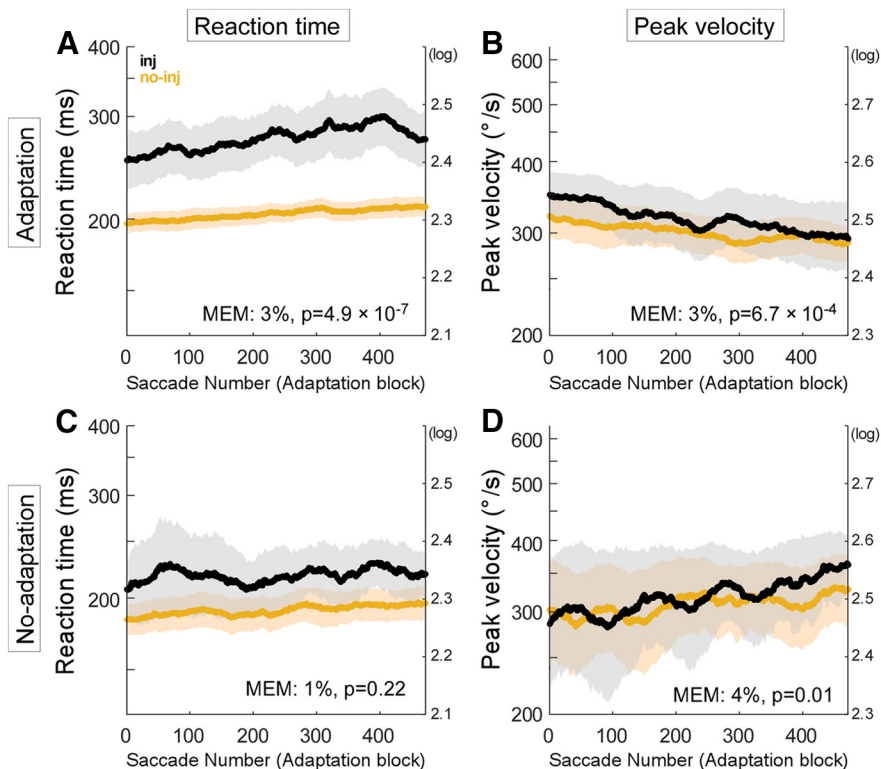 Reaction time
Peak velocity
Adaptation
No-adaptation
A
inj
no-inj
400
300
200
Reaction time (ms)
(log)
2.5
2.4
2.3
2.2
2.1
MEM: 3%, p=4.9 × 10-7
0 100 200 300 400
Saccade Number (Adaptation block)
B
600
500
400
300
200
Peak velocity (°/s)
(log)
2.7
2.6
2.5
2.4
2.3
MEM: 3%, p=6.7 × 10-4
0 100 200 300 400
Saccade Number (Adaptation block)
C
400
300
200
Reaction time (ms)
(log)
2.5
2.4
2.3
2.2
2.1
MEM: 1%, p=0.22
0 100 200 300 400
Saccade Number (Adaptation block)
D
600
500
400
300
200
Peak velocity (°/s)
(log)
2.7
2.6
2.5
2.4
2.3
MEM: 4%, p=0.01
0 100 200 300 400
Saccade Number (Adaptation block)